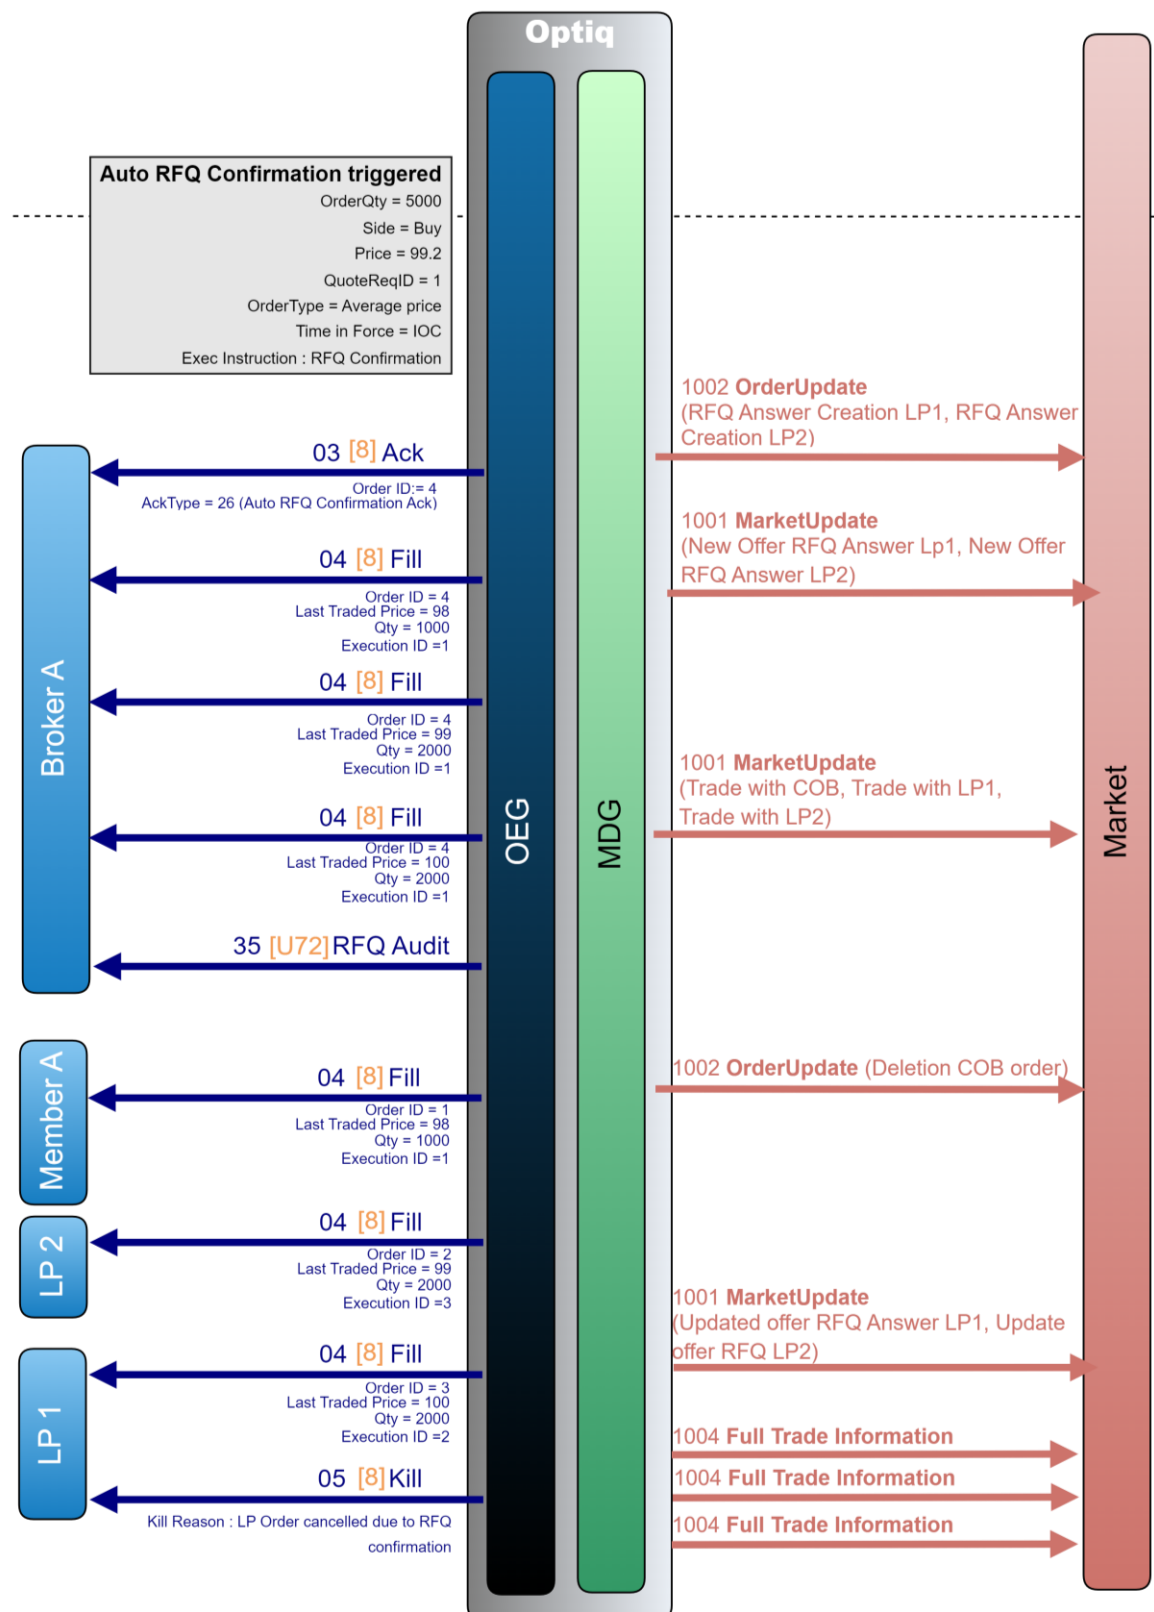 Optiq
Auto RFQ Confirmation triggered
OrderQty = 5000
Side = Buy
Price = 99.2
QuoteReqID = 1
OrderType = Average price
Time in Force = IOC
Exec Instruction : RFQ Confirmation
Broker A
03 [8] Ack
Order ID:= 4
AckType = 26 (Auto RFQ Confirmation Ack)
04 [8] Fill
Order ID = 4
Last Traded Price = 98
Qty = 1000
Execution ID =1
04 [8] Fill
Order ID = 4
Last Traded Price = 99
Qty = 2000
Execution ID =1
04 [8] Fill
Order ID = 4
Last Traded Price = 100
Qty = 2000
Execution ID =1
35 [U72] RFQ Audit
Member A
04 [8] Fill
Order ID = 1
Last Traded Price = 98
Qty = 1000
Execution ID =1
LP 2
04 [8] Fill
Order ID = 2
Last Traded Price = 99
Qty = 2000
Execution ID =3
LP 1
04 [8] Fill
Order ID = 3
Last Traded Price = 100
Qty = 2000
Execution ID =2
05 [8] Kill
Kill Reason : LP Order cancelled due to RFQ
confirmation
OEG
MDG
1002 OrderUpdate
(RFQ Answer Creation LP1, RFQ Answer
Creation LP2)
1001 MarketUpdate
(New Offer RFQ Answer Lp1, New Offer
RFQ Answer LP2)
1001 MarketUpdate
(Trade with COB, Trade with LP1,
Trade with LP2)
1002 OrderUpdate (Deletion COB order)
1001 MarketUpdate
(Updated offer RFQ Answer LP1, Update
offer RFQ LP2)
1004 Full Trade Information
1004 Full Trade Information
1004 Full Trade Information
Market